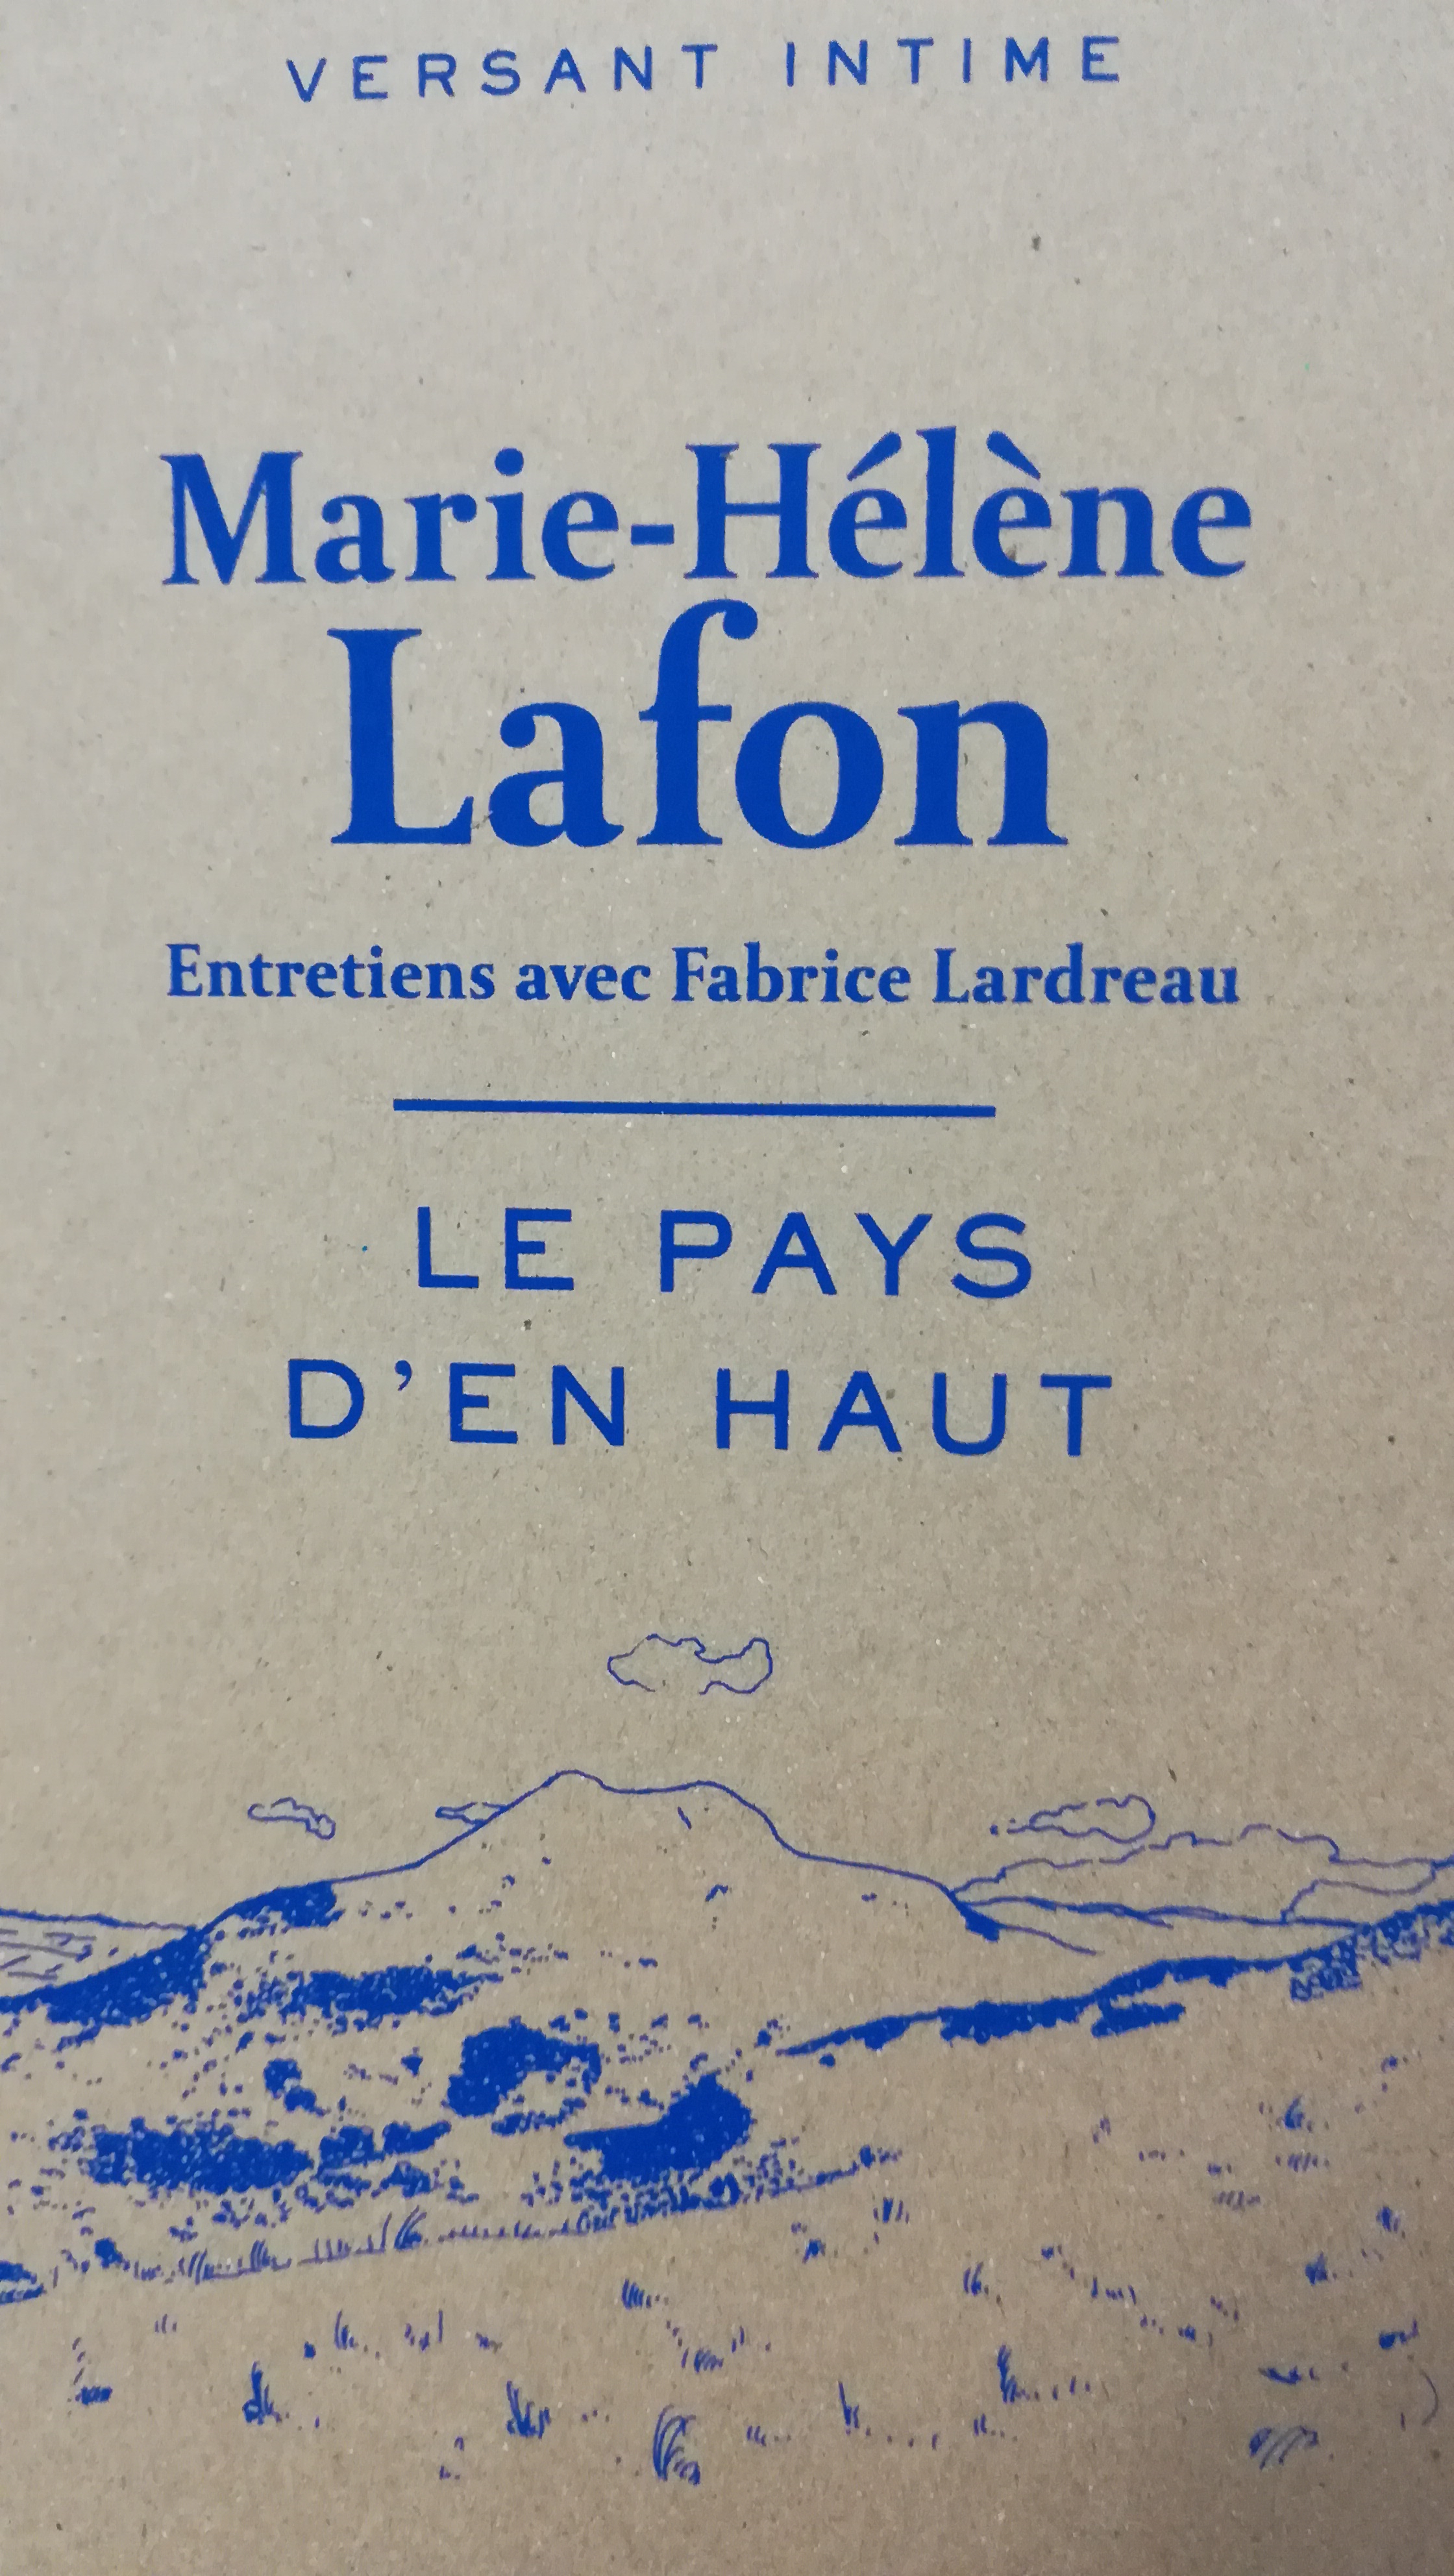 VERSANT INTIME
Marie-Hélène
Lafon
Entretiens avec Fabrice Lardreau
LE PAYS
D’EN HAUT